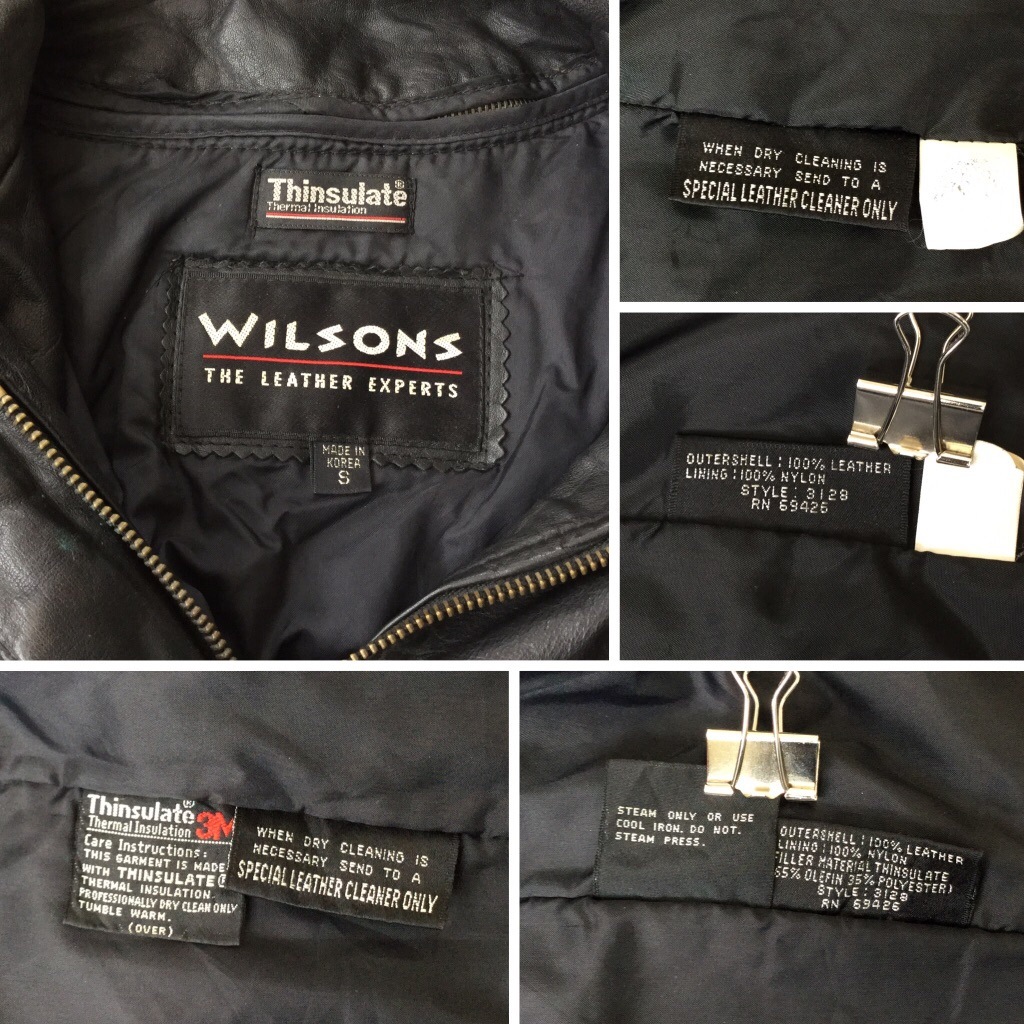 Thinsulate®
Thermal Insulation
WILSONS
THE LEATHER EXPERTS
MADE IN
KOREA
S
WHEN DRY CLEANING IS
NECESSARY SEND TO A
SPECIAL LEATHER CLEANER ONLY
OUTERSHELL : 100% LEATHER
LINING : 100% NYLON
STYLE : 3128
RN 69426
Thinsulate®
Thermal Insulation 3M
Care Instructions:
THIS GARMENT IS MADE
WITH THINSULATE®
THERMAL INSULATION.
PROFESSIONALLY DRY CLEAN ONLY
TUMBLE WARM.
(OVER)
WHEN DRY CLEANING IS
NECESSARY SEND TO A
SPECIAL LEATHER CLEANER ONLY
STEAM ONLY OR USE
COOL IRON. DO NOT.
STEAM PRESS.
OUTERSHELL : 100% LEATHER
LINING : 100% NYLON
FILLER MATERIAL THINSULATE
(65% OLEFIN 35% POLYESTER)
STYLE : 3128
RN 69426